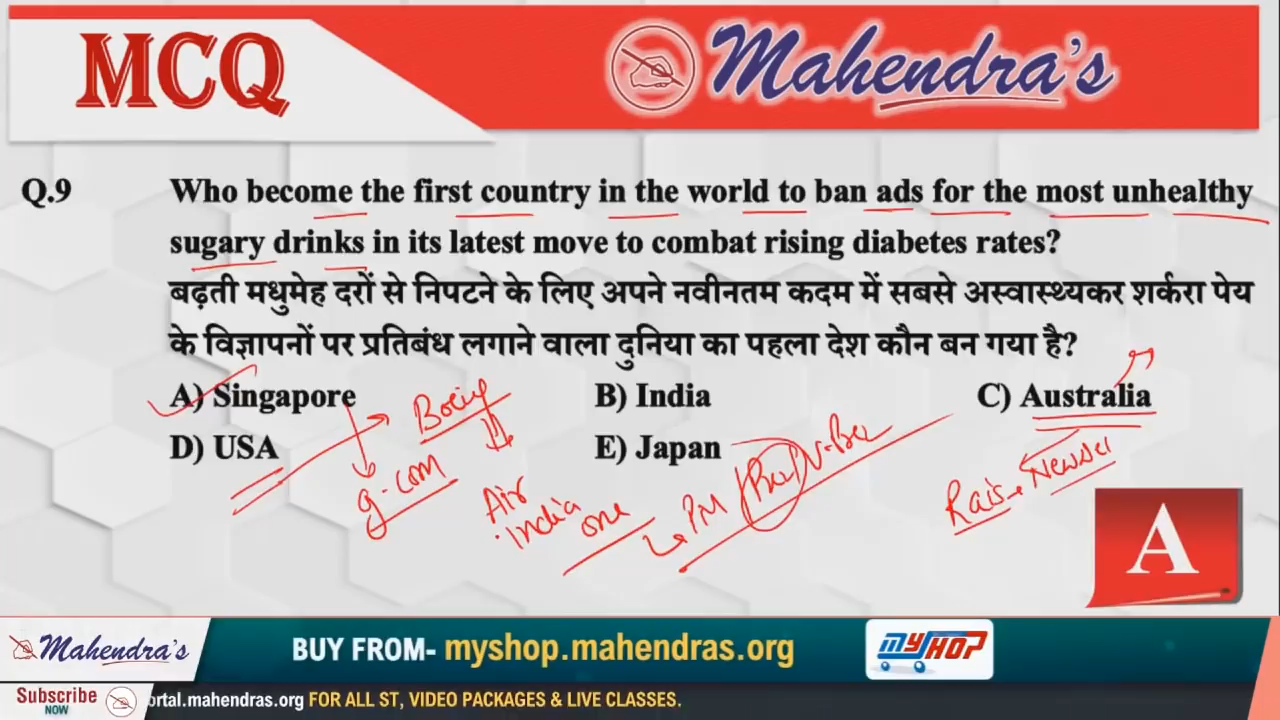 MCQ
Mahendra's
Q.9 Who become the first country in the world to ban ads for the most unhealthy
sugary drinks in its latest move to combat rising diabetes rates?
बढ़ती मधुमेह दरों से निपटने के लिए अपने नवीनतम कदम में सबसे अस्वास्थ्यकर शर्करा पेय
के विज्ञापनों पर प्रतिबंध लगाने वाला दुनिया का पहला देश कौन बन गया है?
A) Singapore B) India C) Australia
D) USA E) Japan
g-com
Air
India
one
PM
A
Mahendra's
BUY FROM- myshop.mahendras.org
MY SHOP
Subscribe
NOW
portal.mahendras.org FOR ALL ST, VIDEO PACKAGES & LIVE CLASSES.